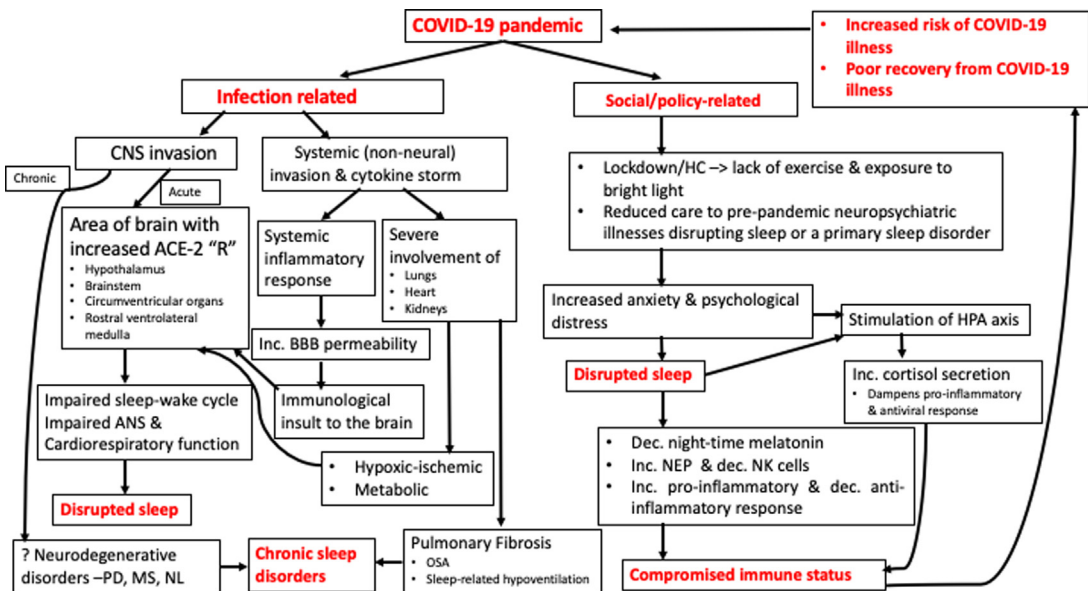 COVID-19 pandemic
• Increased risk of COVID-19
illness
• Poor recovery from COVID-19
illness
Infection related
Social/policy-related
CNS invasion
Systemic (non-neural)
invasion & cytokine storm
Chronic
Acute
• Lockdown/HC –> lack of exercise & exposure to
bright light
• Reduced care to pre-pandemic neuropsychiatric
illnesses disrupting sleep or a primary sleep disorder
Area of brain with
increased ACE-2 “R”
• Hypothalamus
• Brainstem
• Circumventricular organs
• Rostral ventrolateral
medulla
Systemic
inflammatory
response
Severe
involvement of
• Lungs
• Heart
• Kidneys
Increased anxiety & psychological
distress
Stimulation of HPA axis
Inc. BBB permeability
Disrupted sleep
Inc. cortisol secretion
• Dampens pro-inflammatory
& antiviral response
Impaired sleep-wake cycle
Impaired ANS &
Cardiorespiratory function
Immunological
insult to the brain
• Hypoxic-ischemic
• Metabolic
• Dec. night-time melatonin
• Inc. NEP & dec. NK cells
• Inc. pro-inflammatory & dec. anti-
inflammatory response
Disrupted sleep
? Neurodegenerative
disorders –PD, MS, NL
Chronic sleep
disorders
Pulmonary Fibrosis
• OSA
• Sleep-related hypoventilation
Compromised immune status